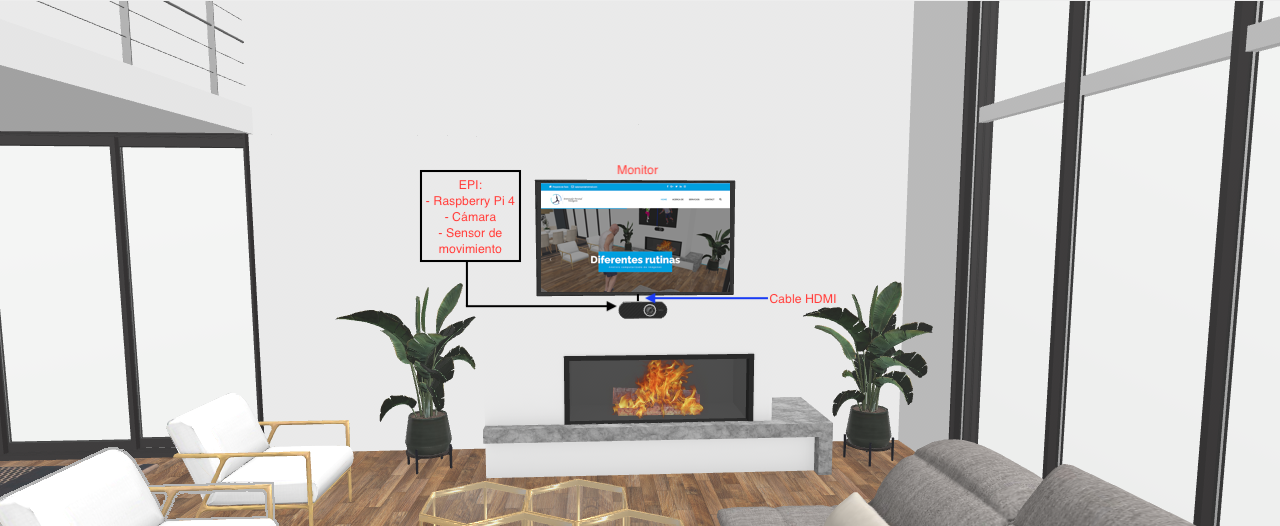 Monitor
EPI:
- Raspberry Pi 4
- Cámara
- Sensor de
movimiento
Diferentes rutinas
Cable HDMI